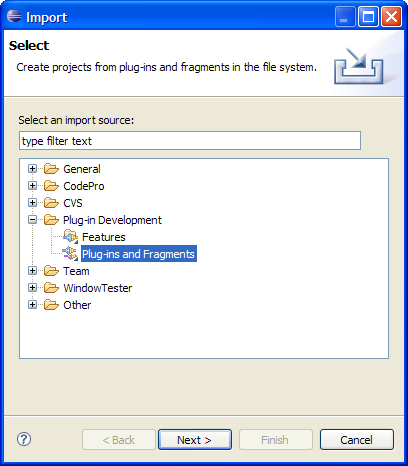 Import
Select
Create projects from plug-ins and fragments in the file system.
Select an import source:
type filter text
General
CodePro
CVS
Plug-in Development
Features
Plug-ins and Fragments
Team
WindowTester
Other
?
< Back
Next >
Finish
Cancel